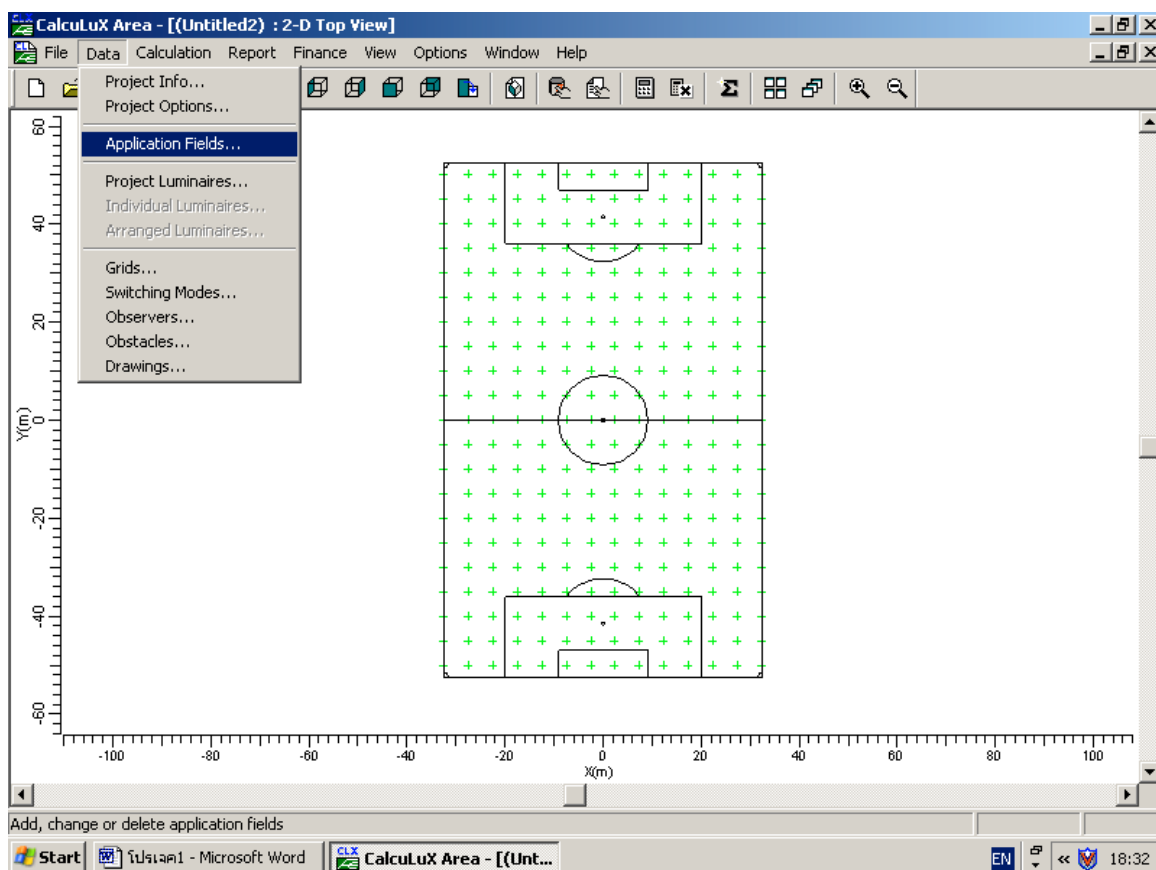 CalcuLuX Area - [(Untitled2) : 2-D Top View]
File Data Calculation Report Finance View Options Window Help
Project Info...
Project Options...
Application Fields...
Project Luminaires...
Individual Luminaires...
Arranged Luminaires...
Grids...
Switching Modes...
Observers...
Obstacles...
Drawings...
60
40
20
Y(m)
0
-20
-40
-60
-100 -80 -60 -40 -20 0 20 40 60 80 100
X(m)
Add, change or delete application fields
Start โปรเจค1 - Microsoft Word CLX CalcuLuX Area - [(Unt... EN « 18:32